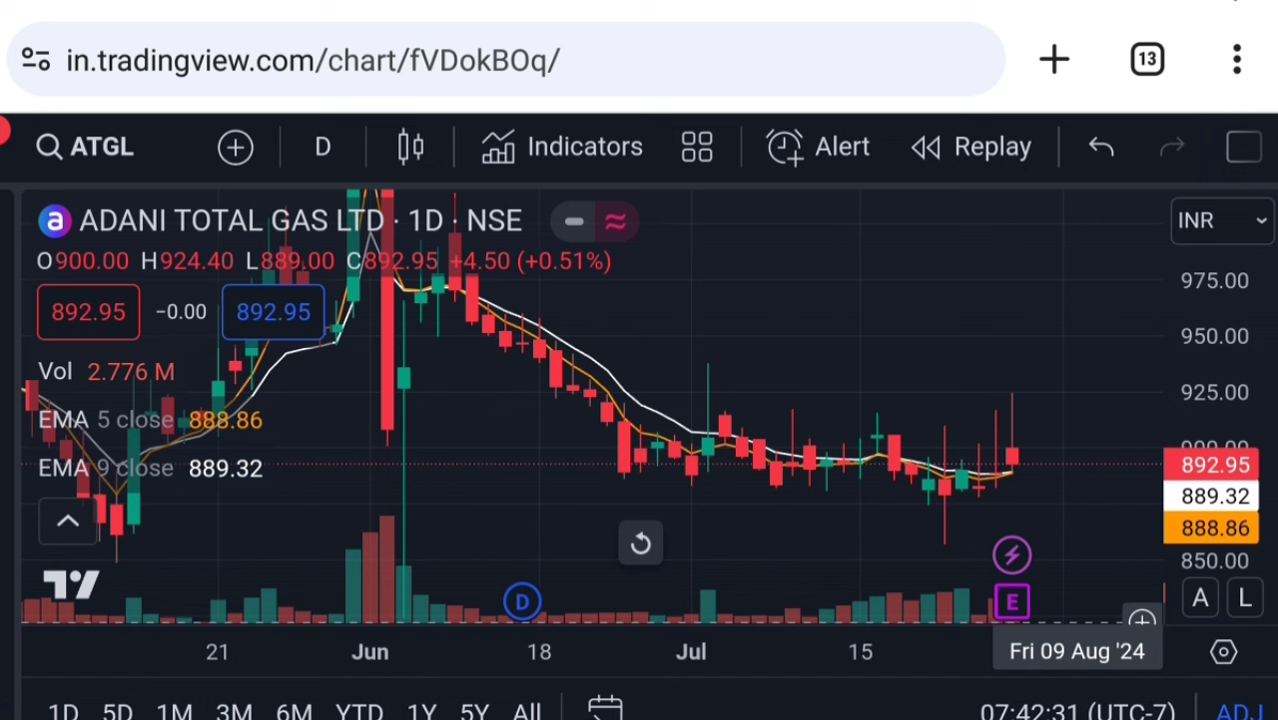 in.tradingview.com/chart/fVDokBOq/ 13
ATGL D Indicators Alert Replay
a ADANI TOTAL GAS LTD · 1D · NSE INR
O900.00 H924.40 L889.00 C892.95 +4.50 (+0.51%)
975.00
892.95 −0.00 892.95
950.00
Vol 2.776 M
925.00
EMA 5 close 888.86
900.00
EMA 9 close 889.32
892.95
889.32
888.86
850.00
D E A L
21 Jun 18 Jul 15 Fri 09 Aug '24
1D 5D 1M 3M 6M YTD 1Y 5Y All 07:42:31 (UTC-7) ADJ